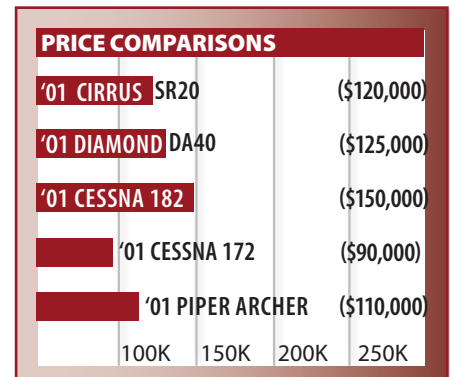 PRICE COMPARISONS
‘01 CIRRUS SR20 ($120,000)
‘01 DIAMOND DA40 ($125,000)
‘01 CESSNA 182 ($150,000)
‘01 CESSNA 172 ($90,000)
‘01 PIPER ARCHER ($110,000)
100K 150K 200K 250K